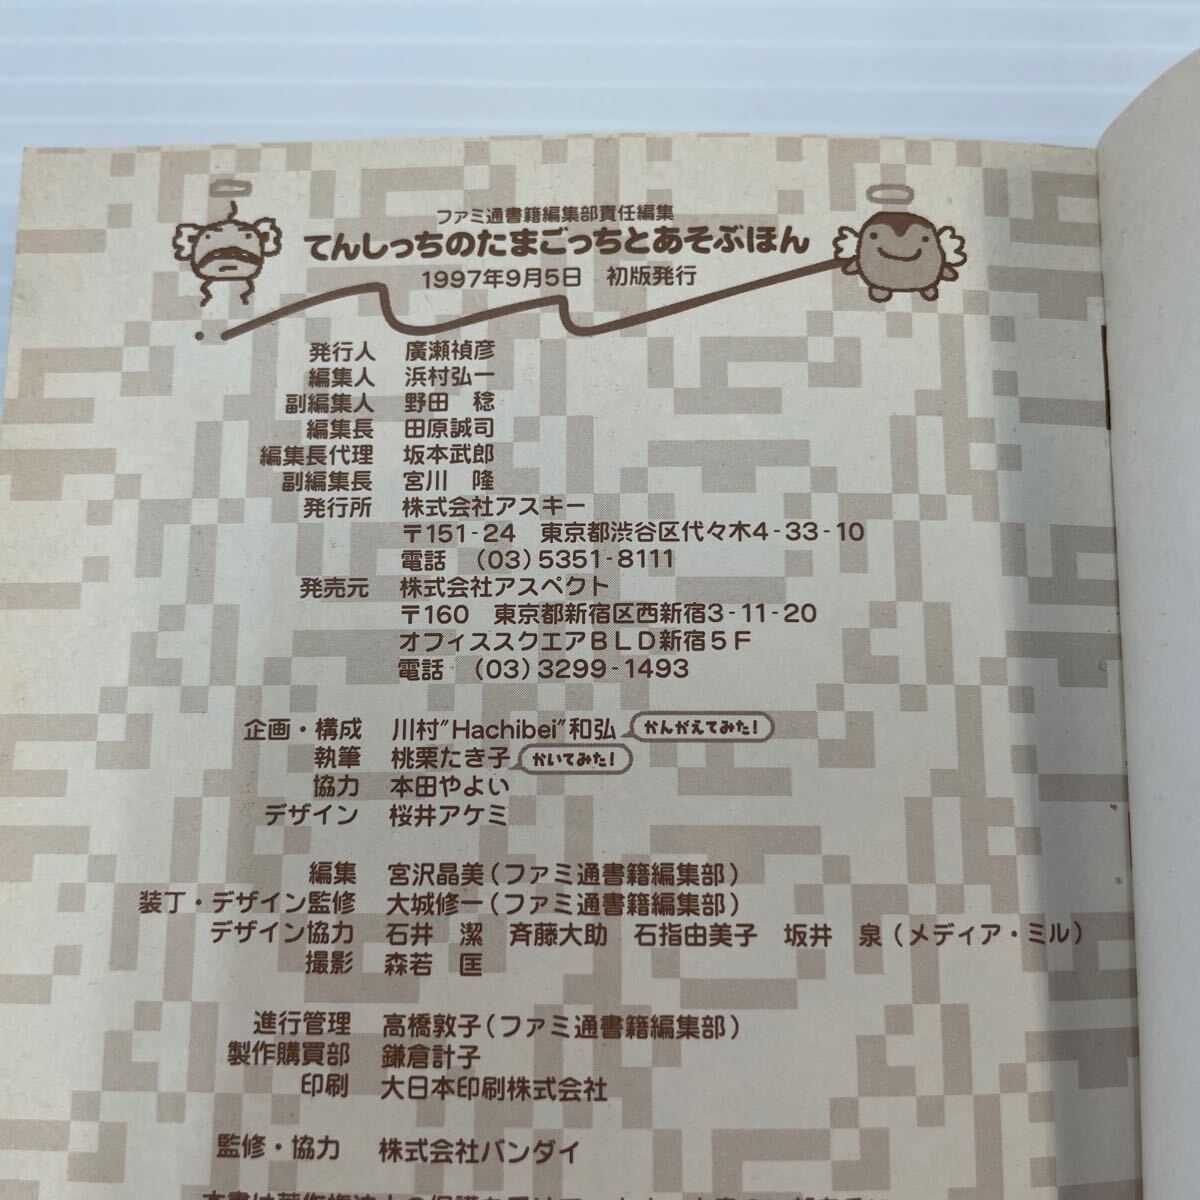 ファミ通書籍編集部責任編集
てんしっちのたまごっちとあそぶほん
1997年9月5日 初版発行
発行人 廣瀬禎彦
編集人 浜村弘一
副編集人 野田 稔
編集長 田原誠司
編集長代理 坂本武郎
副編集長 宮川 隆
発行所 株式会社アスキー
〒151-24 東京都渋谷区代々木4-33-10
電話 (03)5351-8111
発売元 株式会社アスペクト
〒160 東京都新宿区西新宿3-11-20
オフィススクエアBLD新宿5F
電話 (03)3299-1493
企画・構成 川村"Hachibei"和弘 かんがえてみた!
執筆 桃栗たき子 かいてみた!
協力 本田やよい
デザイン 桜井アケミ
編集 宮沢晶美(ファミ通書籍編集部)
装丁・デザイン監修 大城修一(ファミ通書籍編集部)
デザイン協力 石井 潔 斉藤大助 石指由美子 坂井 泉(メディア・ミル)
撮影 森若 匡
進行管理 高橋敦子(ファミ通書籍編集部)
製作購買部 鎌倉計子
印刷 大日本印刷株式会社
監修・協力 株式会社バンダイ